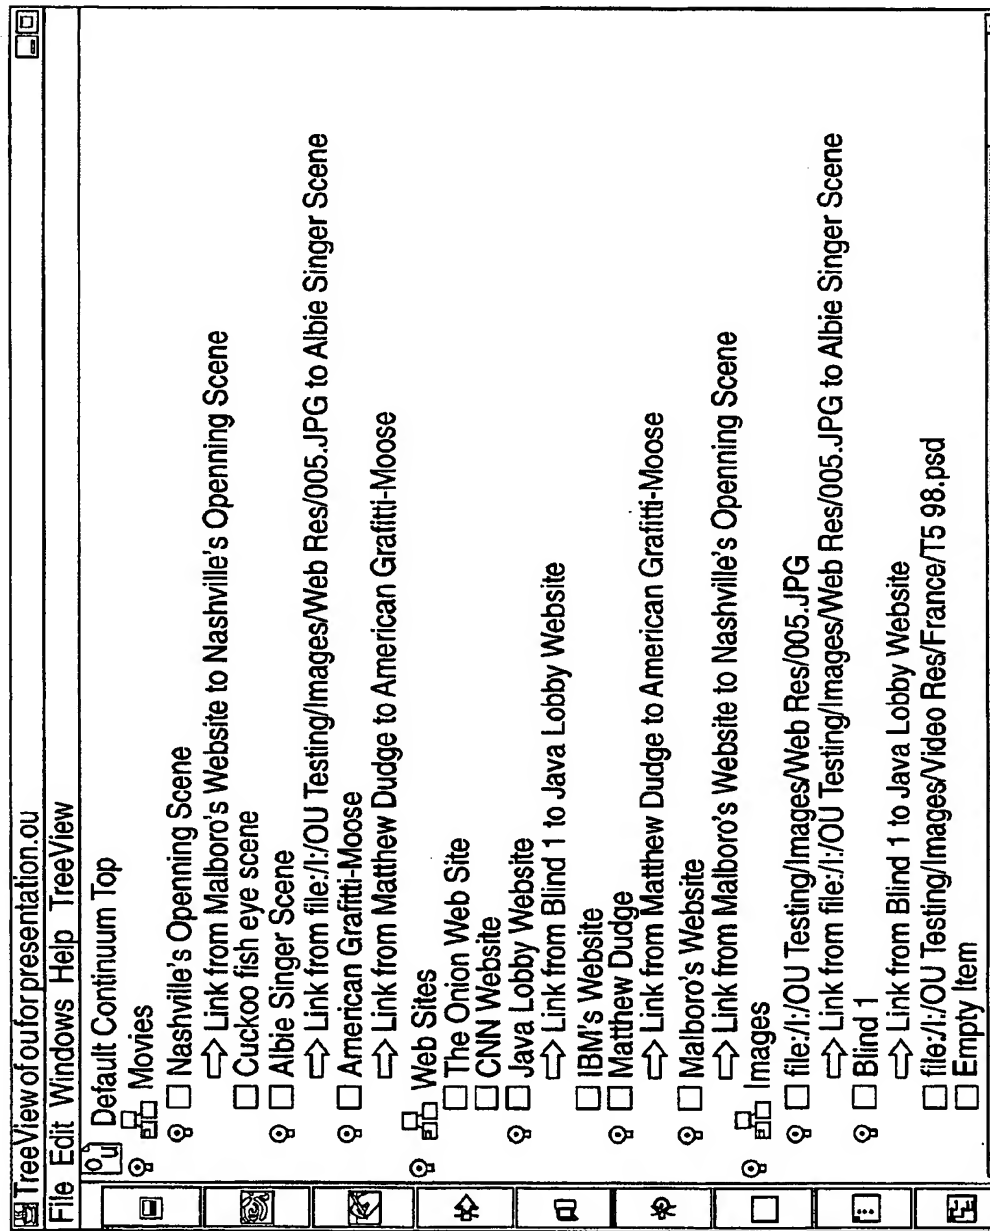 TreeView of oufor presentation.ou
File Edit Windows Help TreeView
Default Continuum Top
Movies
Nashville's Openning Scene
Link from Malboro's Website to Nashville's Openning Scene
Cuckoo fish eye scene
Albie Singer Scene
Link from file:/I:/OU Testing/Images/Web Res/005.JPG to Albie Singer Scene
American Grafitti-Moose
Link from Matthew Dudge to American Grafitti-Moose
Web Sites
The Onion Web Site
CNN Website
Java Lobby Website
Link from Blind 1 to Java Lobby Website
IBM's Website
Matthew Dudge
Link from Matthew Dudge to American Grafitti-Moose
Malboro's Website
Link from Malboro's Website to Nashville's Openning Scene
Images
file:/I:/OU Testing/Images/Web Res/005.JPG
Link from file:/I:/OU Testing/Images/Web Res/005.JPG to Albie Singer Scene
Blind 1
Link from Blind 1 to Java Lobby Website
file:/I:/OU Testing/Images/Video Res/France/T5 98.psd
Empty Item